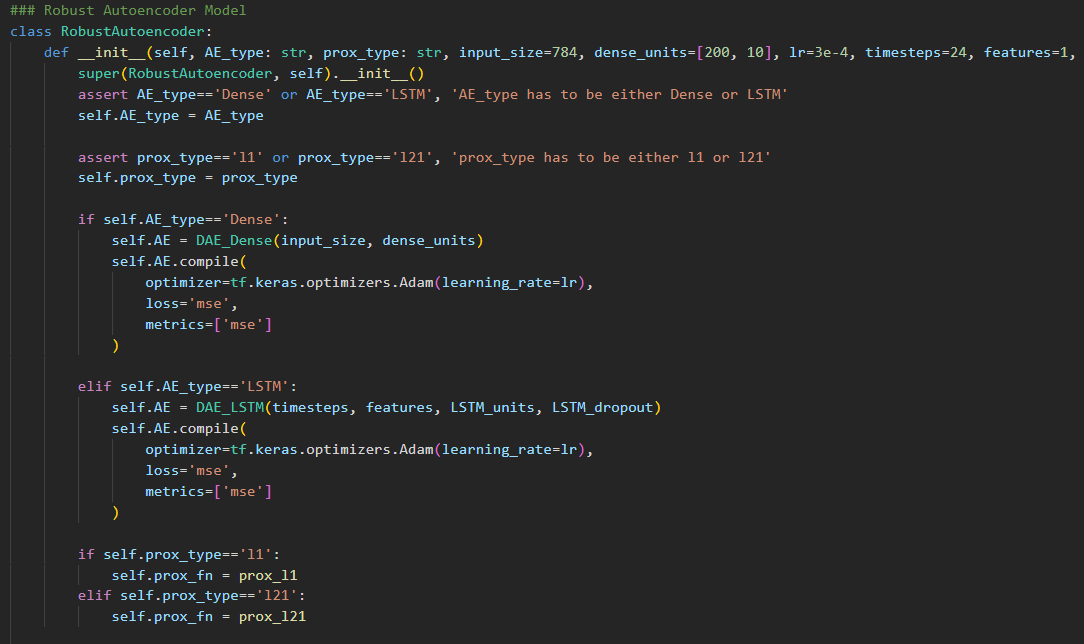 ### Robust Autoencoder Model
class RobustAutoencoder:
def __init__(self, AE_type: str, prox_type: str, input_size=784, dense_units=[200, 10], lr=3e-4, timesteps=24, features=1,
super(RobustAutoencoder, self).__init__()
assert AE_type=='Dense' or AE_type=='LSTM', 'AE_type has to be either Dense or LSTM'
self.AE_type = AE_type
assert prox_type=='l1' or prox_type=='l21', 'prox_type has to be either l1 or l21'
self.prox_type = prox_type
if self.AE_type=='Dense':
self.AE = DAE_Dense(input_size, dense_units)
self.AE.compile(
optimizer=tf.keras.optimizers.Adam(learning_rate=lr),
loss='mse',
metrics=['mse']
)
elif self.AE_type=='LSTM':
self.AE = DAE_LSTM(timesteps, features, LSTM_units, LSTM_dropout)
self.AE.compile(
optimizer=tf.keras.optimizers.Adam(learning_rate=lr),
loss='mse',
metrics=['mse']
)
if self.prox_type=='l1':
self.prox_fn = prox_l1
elif self.prox_type=='l21':
self.prox_fn = prox_l21